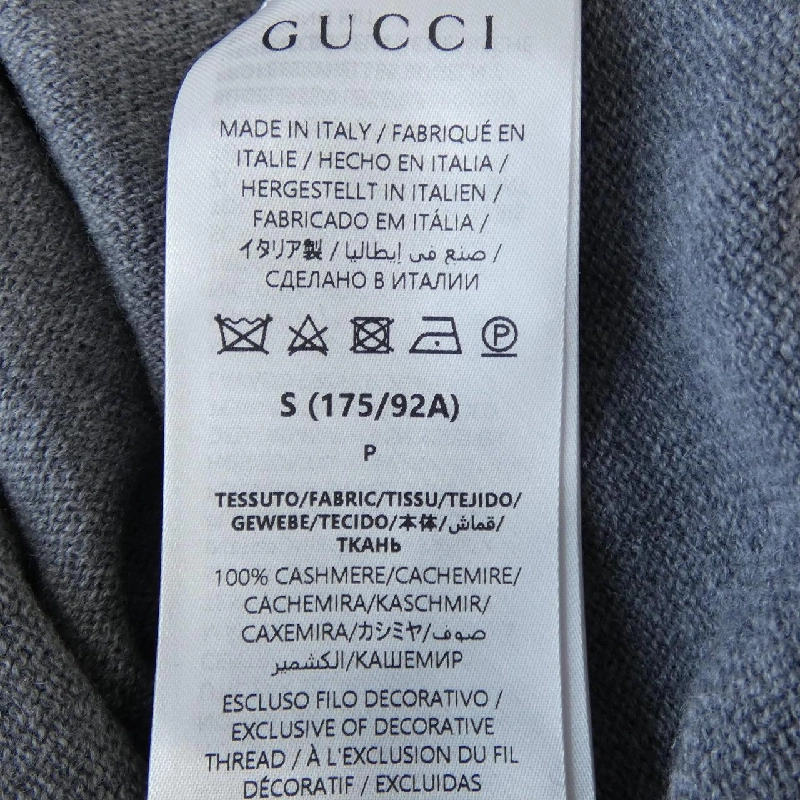 GUCCI
MADE IN ITALY / FABRIQUÉ EN
ITALIE / HECHO EN ITALIA /
HERGESTELLT IN ITALIEN /
FABRICADO EM ITÁLIA /
イタリア製 / صنع في إيطاليا /
СДЕЛАНО В ИТАЛИИ
P
S (175/92A)
P
TESSUTO/FABRIC/TISSU/TEJIDO/
GEWEBE/TECIDO/本体/قماش/
ТКАНЬ
100% CASHMERE/CACHEMIRE/
CACHEMIRA/KASCHMIR/
CAXEMIRA/カシミヤ/صوف
الكشمير/КАШЕМИР
ESCLUSO FILO DECORATIVO /
EXCLUSIVE OF DECORATIVE
THREAD / À L'EXCLUSION DU FIL
DÉCORATIF / EXCLUIDAS